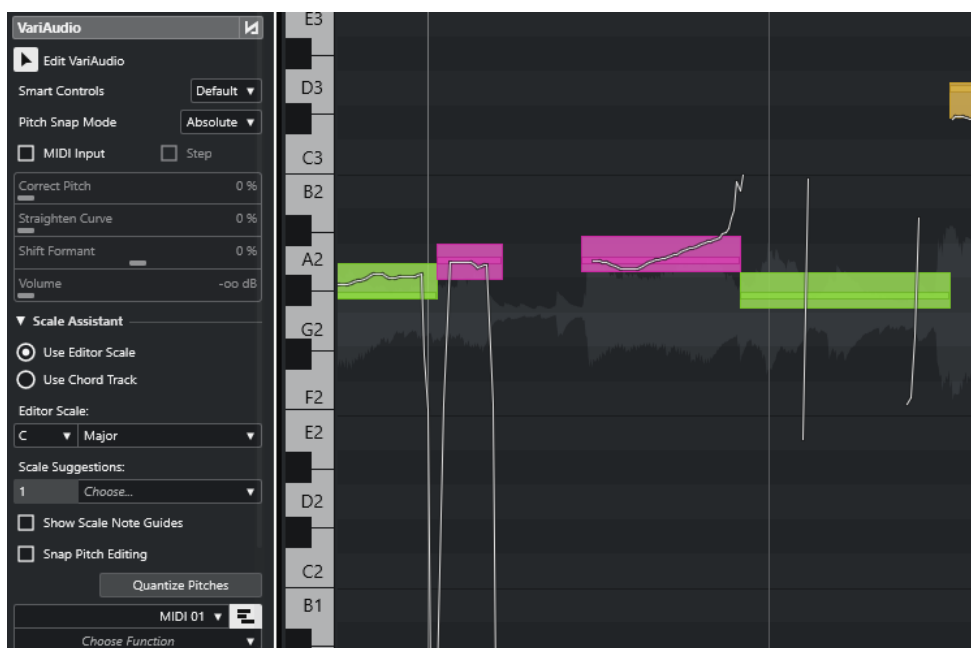 VariAudio
Edit VariAudio
Smart Controls Default
Pitch Snap Mode Absolute
MIDI Input Step
Correct Pitch 0 %
Straighten Curve 0 %
Shift Formant 0 %
Volume -oo dB
Scale Assistant
Use Editor Scale
Use Chord Track
Editor Scale:
C Major
Scale Suggestions:
1 Choose...
Show Scale Note Guides
Snap Pitch Editing
Quantize Pitches
MIDI 01
Choose Function
E3
D3
C3
B2
A2
G2
F2
E2
D2
C2
B1